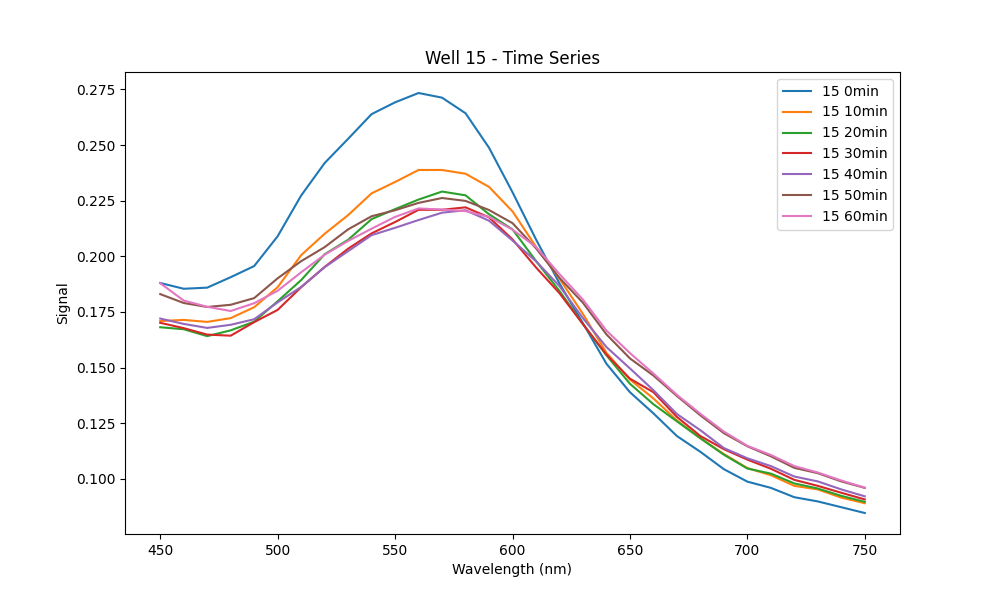 Well 15 - Time Series
0.275
0.250
0.225
0.200
0.175
0.150
0.125
0.100
Signal
15 0min
15 10min
15 20min
15 30min
15 40min
15 50min
15 60min
450 500 550 600 650 700 750
Wavelength (nm)